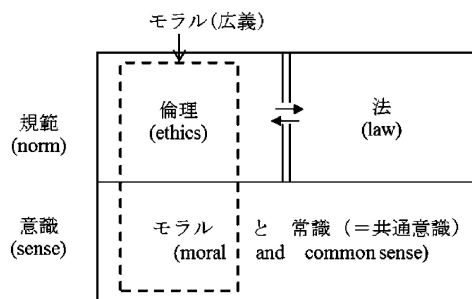 モラル(広義)
規範
(norm)
倫理
(ethics)
法
(law)
意識
(sense)
モラル と 常識(=共通意識)
(moral and common sense)